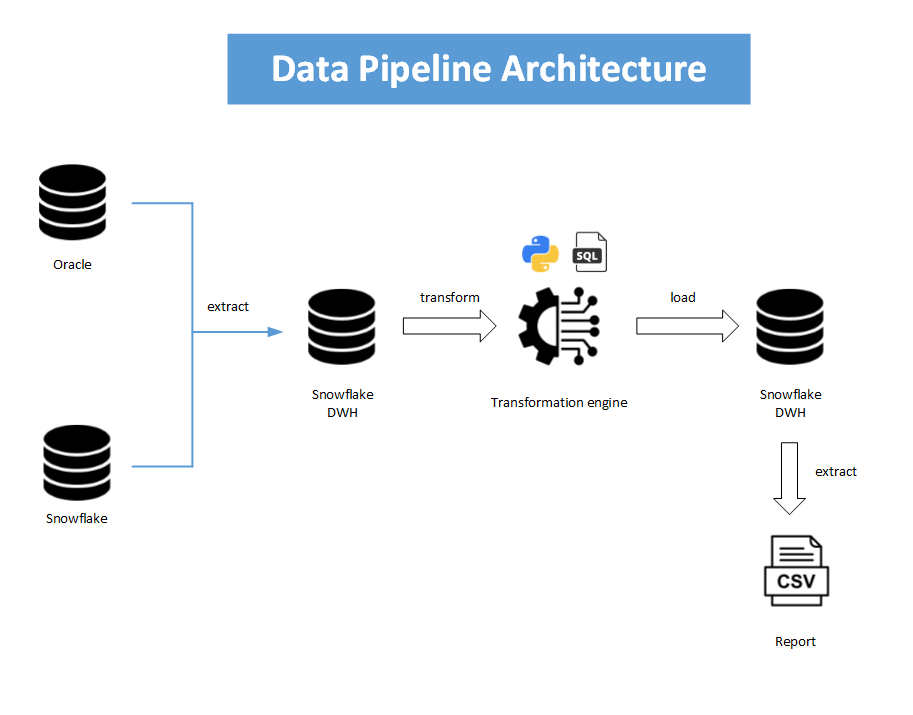 Data Pipeline Architecture
Oracle
SQL
extract
transform
load
Snowflake
DWH
Transformation engine
Snowflake
DWH
extract
Snowflake
CSV
Report